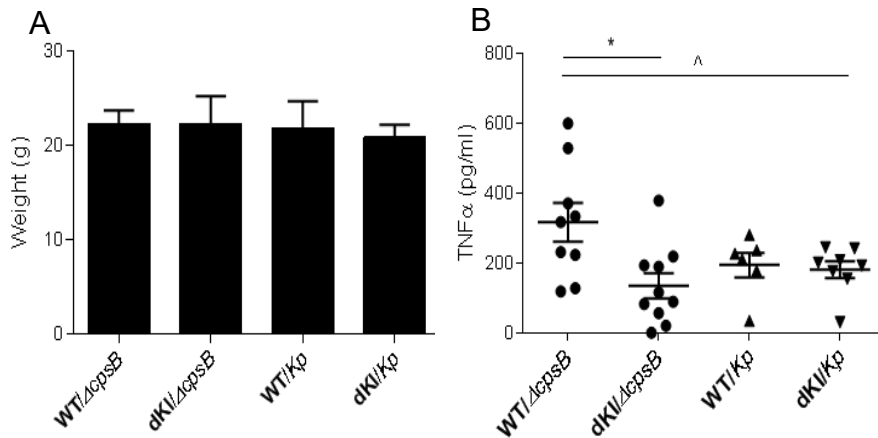 A
Weight (g)
30
20
10
0
WT/ΔcpsB
dKI/ΔcpsB
WT/Kp
dKI/Kp
B
TNFα (pg/ml)
800
600
400
200
0
*
^
WT/ΔcpsB
dKI/ΔcpsB
WT/Kp
dKI/Kp